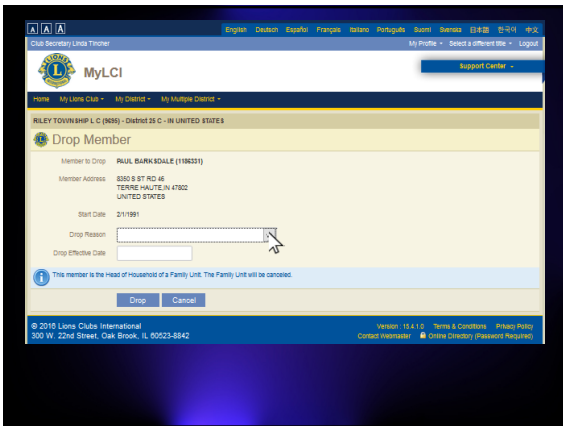 A A A English Deutsch Español Français Italiano Português Suomi Svenska 日本語 한국어 中文
Club Secretary Linda Tincher My Profile Select a different title Logout
MyLCI
Support Center
Home My Lions Club My District My Multiple District
RILEY TOWNSHIP L C (9695) - District 25 C - IN UNITED STATES
Drop Member
Member to Drop PAUL BARKSDALE (1186331)
Member Address 8350 S ST RD 46
TERRE HAUTE,IN 47802
UNITED STATES
Start Date 2/1/1991
Drop Reason
Drop Effective Date
This member is the Head of Household of a Family Unit. The Family Unit will be canceled.
Drop Cancel
© 2016 Lions Clubs International Version : 15.4.1.0 Terms & Conditions Privacy Policy
300 W. 22nd Street, Oak Brook, IL 60523-8842 Contact Webmaster Online Directory (Password Required)